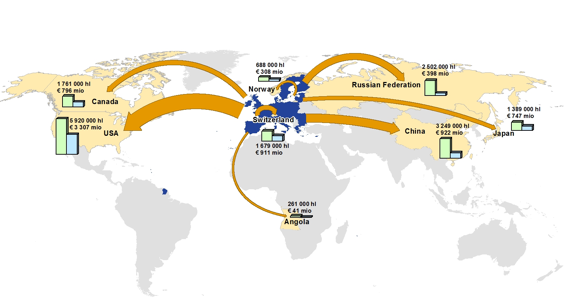 688 000 hl
€ 308 mio
Norway
2 502 000 hl
€ 398 mio
Russian Federation
1 761 000 hl
€ 796 mio
Canada
5 920 000 hl
€ 3 307 mio
USA
Switzerland
1 679 000 hl
€ 911 mio
3 249 000 hl
€ 922 mio
China
1 389 000 hl
€ 747 mio
Japan
261 000 hl
€ 41 mio
Angola